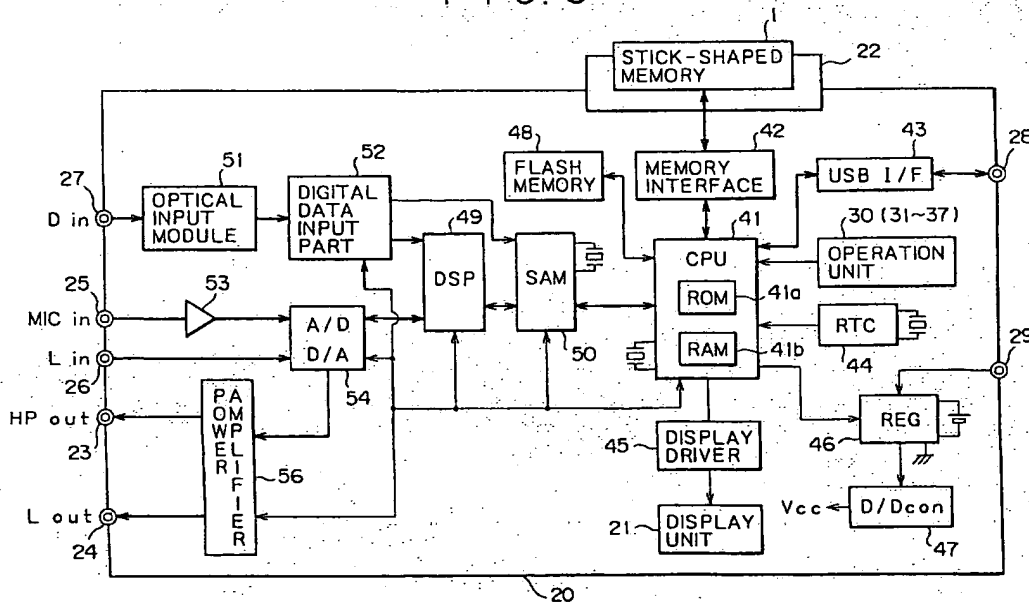 1
STICK-SHAPED
MEMORY
22
48
FLASH
MEMORY
42
MEMORY
INTERFACE
43
USB I/F
28
27
D in
51
OPTICAL
INPUT
MODULE
52
DIGITAL
DATA
INPUT
PART
49
DSP
SAM
50
41
CPU
ROM
41a
RAM
41b
30 (31~37)
OPERATION
UNIT
RTC
44
25
MIC in
53
L in
26
A/D
D/A
54
29
HP out
23
POWER
AMPLIFIER
56
L out
24
45
DISPLAY
DRIVER
21
DISPLAY
UNIT
REG
46
Vcc
D/Dcon
47
20